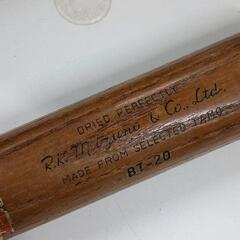 DRIED PERFECTLY
R.K. Mizuno & Co., Ltd.
MADE FROM SELECTED TAMO
BT-20